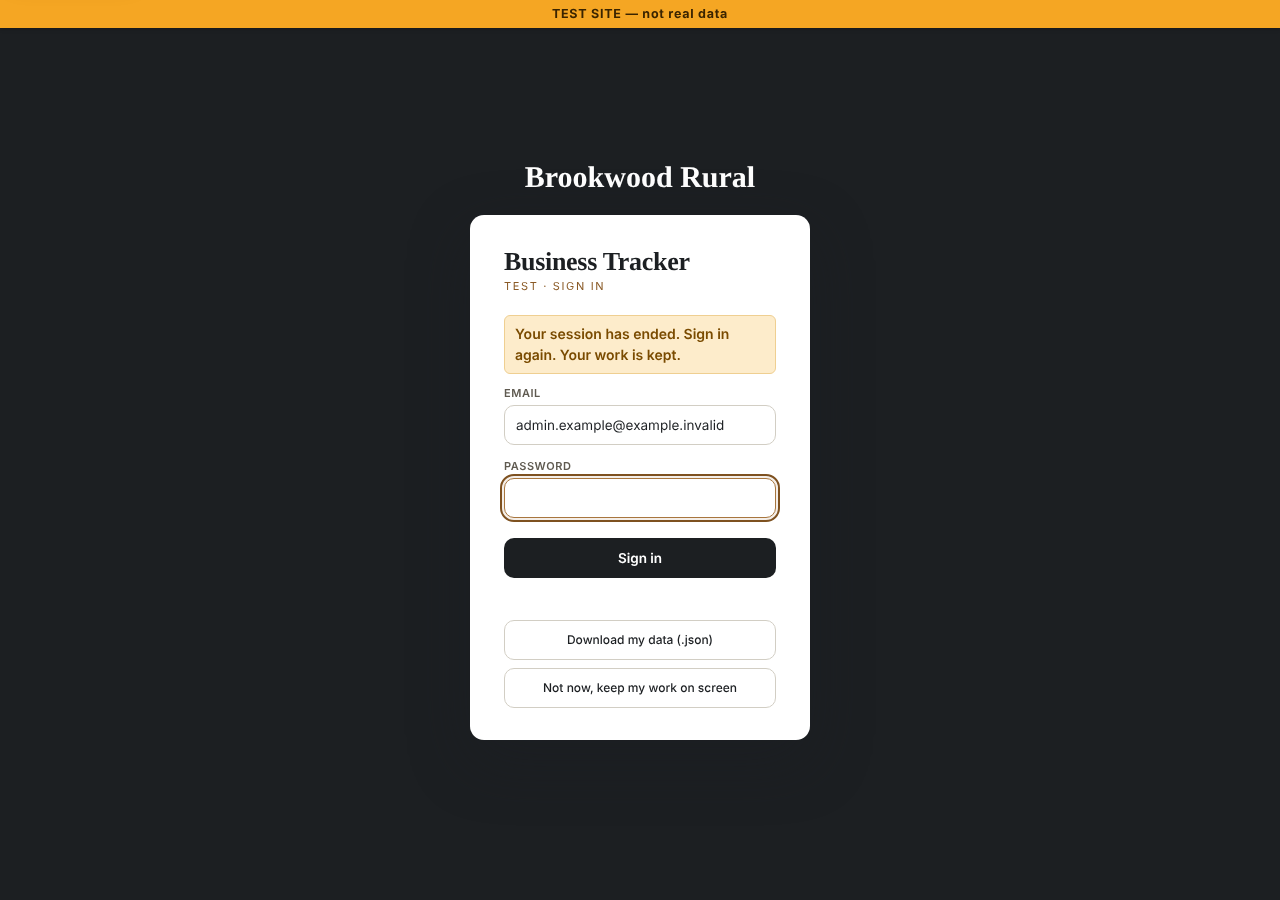 TEST SITE — not real data
Brookwood Rural
Business Tracker
TEST · SIGN IN
Your session has ended. Sign in
again. Your work is kept.
EMAIL
admin.example@example.invalid
PASSWORD
Sign in
Download my data (.json)
Not now, keep my work on screen